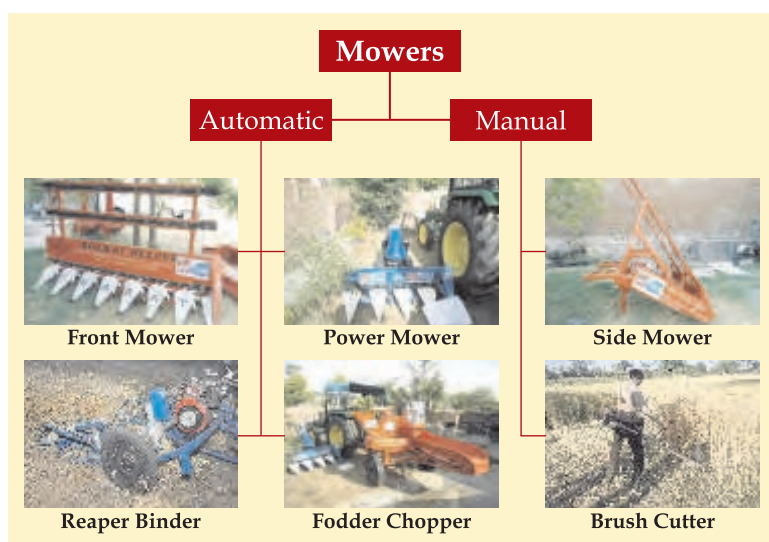 Mowers
Automatic
Manual
Front Mower
Power Mower
Side Mower
Reaper Binder
Fodder Chopper
Brush Cutter